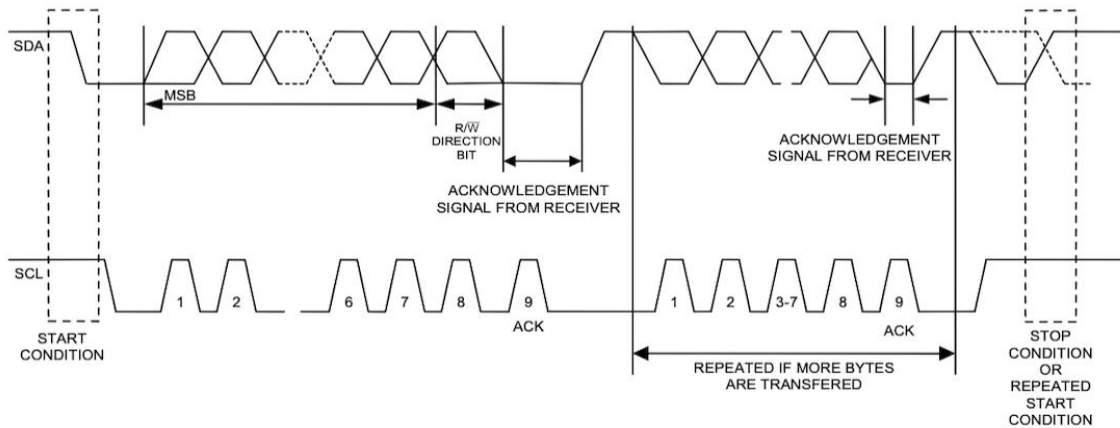 SDA
MSB
R/W̅
DIRECTION
BIT
ACKNOWLEDGEMENT
SIGNAL FROM RECEIVER
ACKNOWLEDGEMENT
SIGNAL FROM RECEIVER
SCL
1 2 6 7 8 9 1 2 3-7 8 9
ACK ACK
START
CONDITION
REPEATED IF MORE BYTES
ARE TRANSFERED
STOP
CONDITION
OR
REPEATED
START
CONDITION